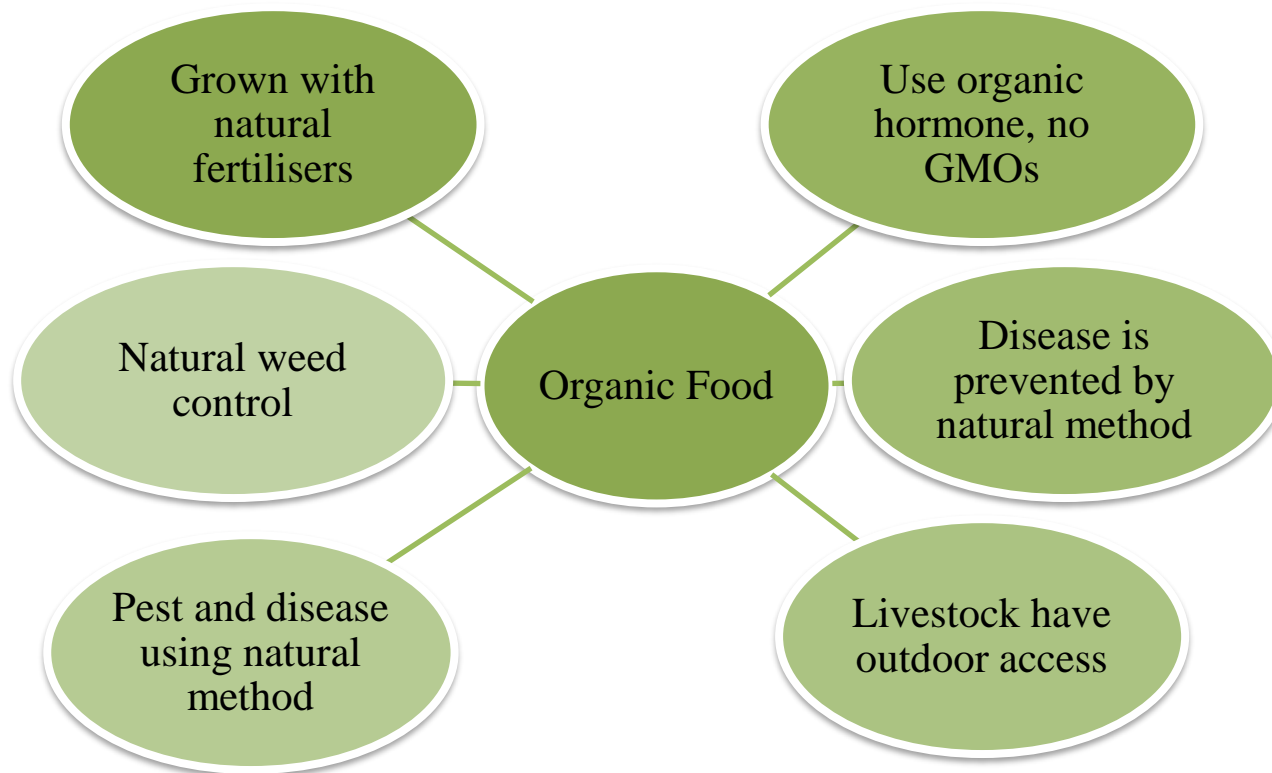 Grown with
natural
fertilisers
Use organic
hormone, no
GMOs
Natural weed
control
Organic Food
Disease is
prevented by
natural method
Pest and disease
using natural
method
Livestock have
outdoor access